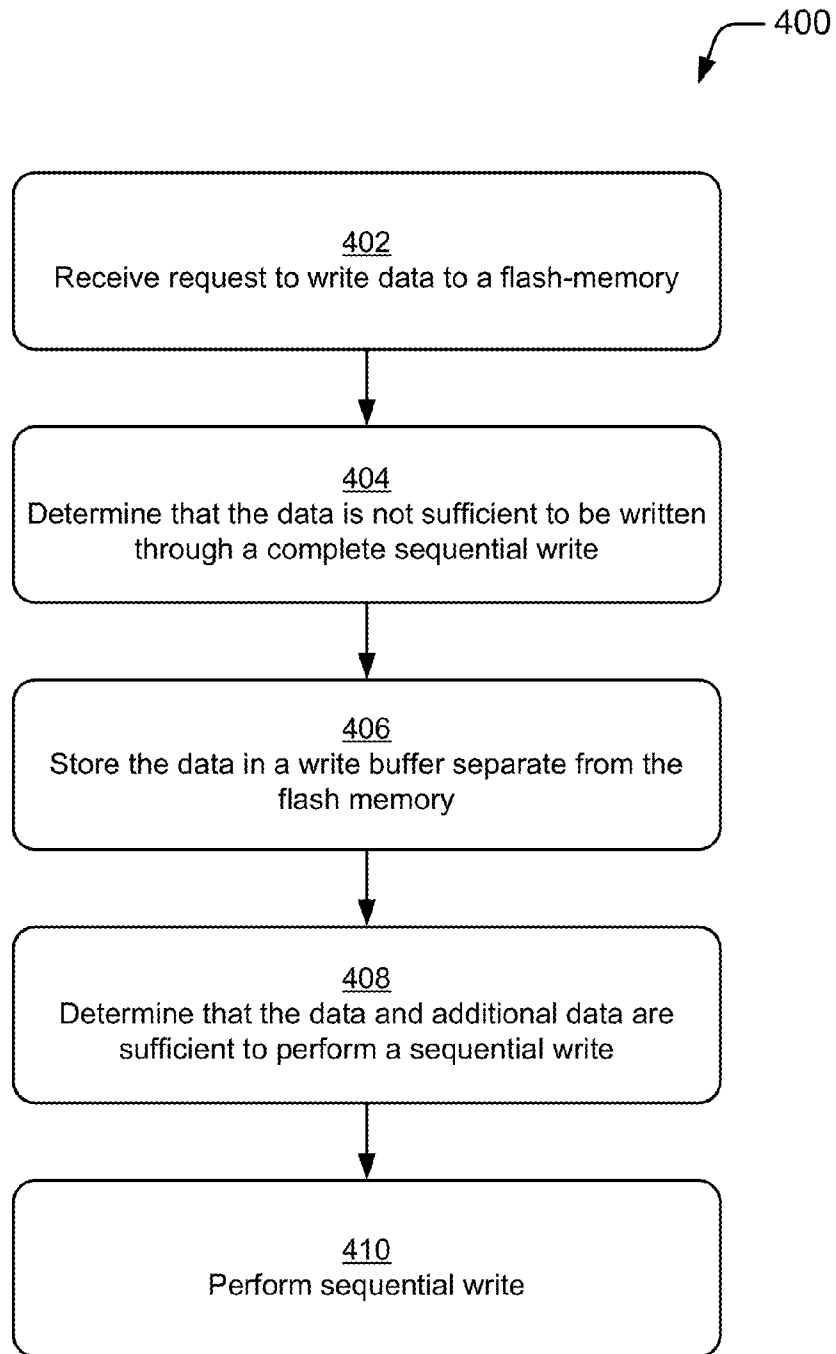 400
402
Receive request to write data to a flash-memory
404
Determine that the data is not sufficient to be written
through a complete sequential write
406
Store the data in a write buffer separate from the
flash memory
408
Determine that the data and additional data are
sufficient to perform a sequential write
410
Perform sequential write